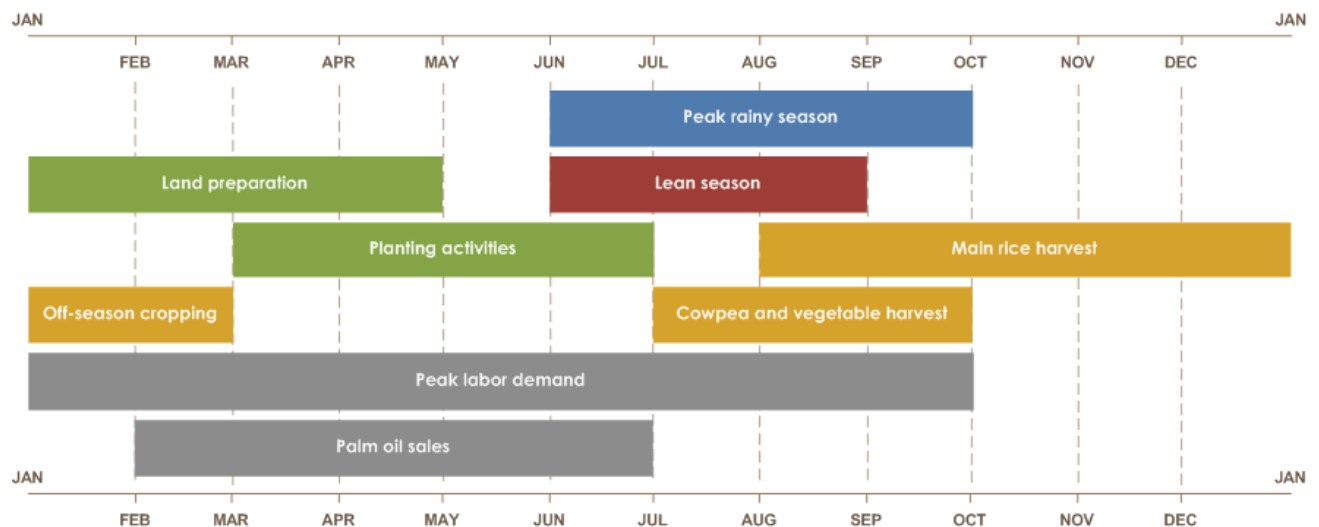 JAN JAN
FEB MAR APR MAY JUN JUL AUG SEP OCT NOV DEC
Peak rainy season
Land preparation Lean season
Planting activities Main rice harvest
Off-season cropping Cowpea and vegetable harvest
Peak labor demand
Palm oil sales
JAN JAN
FEB MAR APR MAY JUN JUL AUG SEP OCT NOV DEC